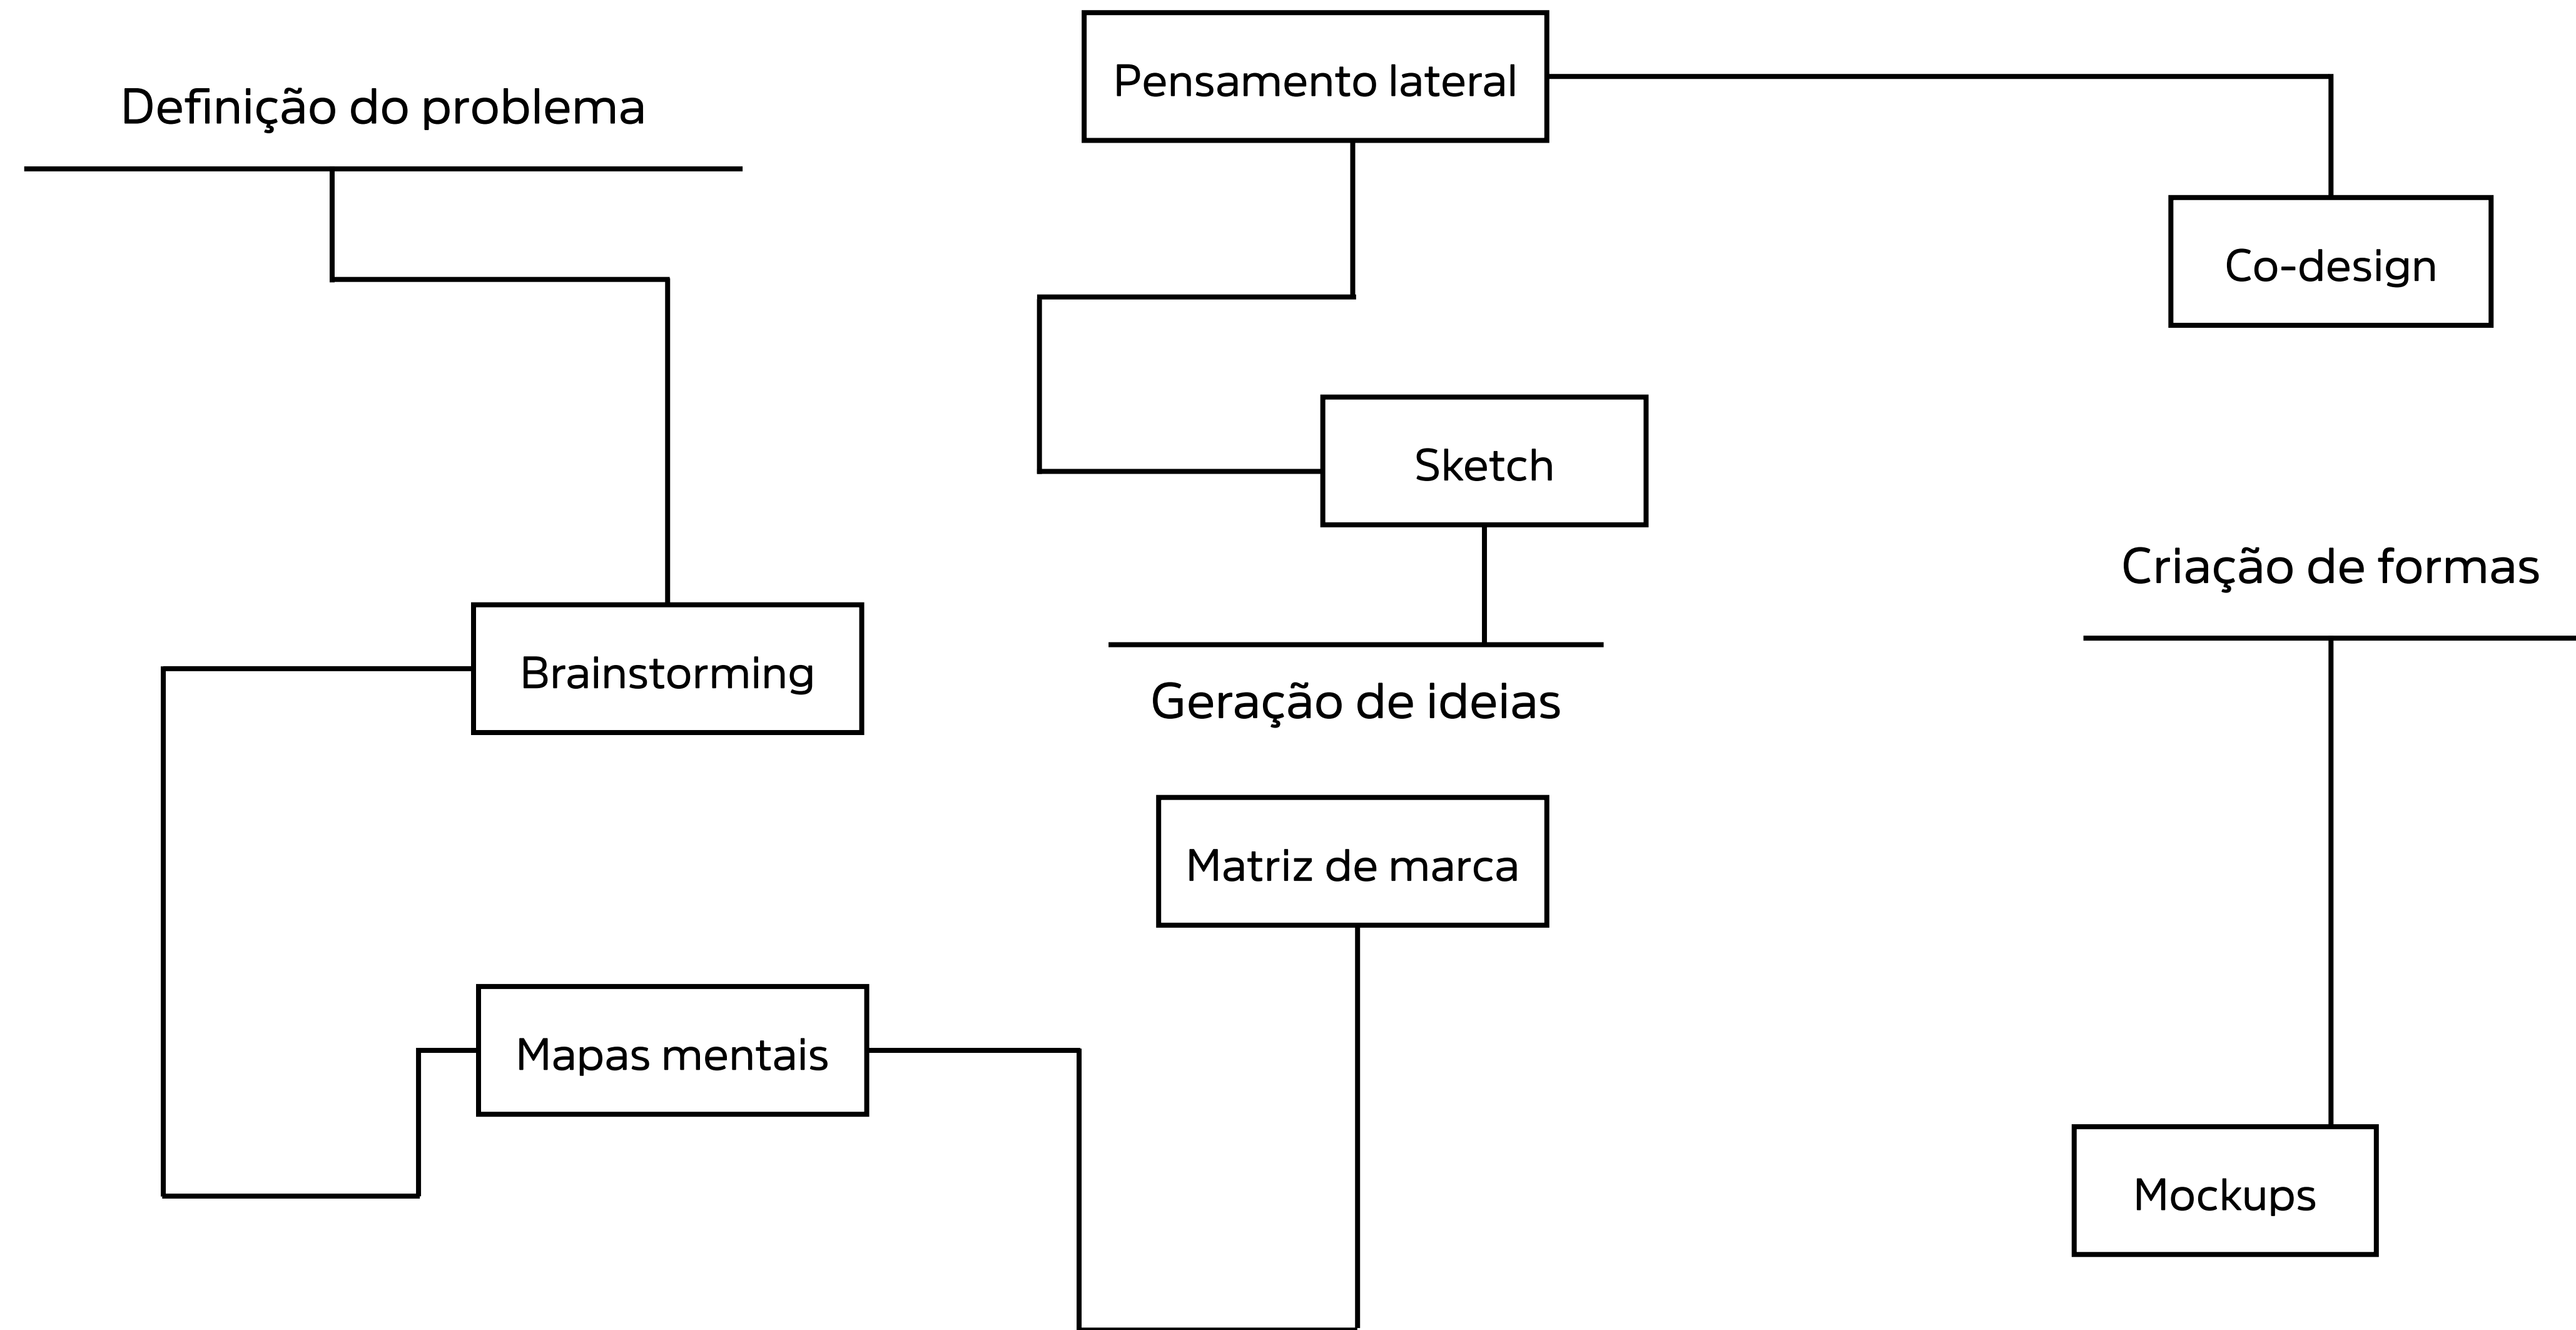 Definição do problema
Brainstorming
Mapas mentais
Pensamento lateral
Sketch
Geração de ideias
Matriz de marca
Co-design
Criação de formas
Mockups